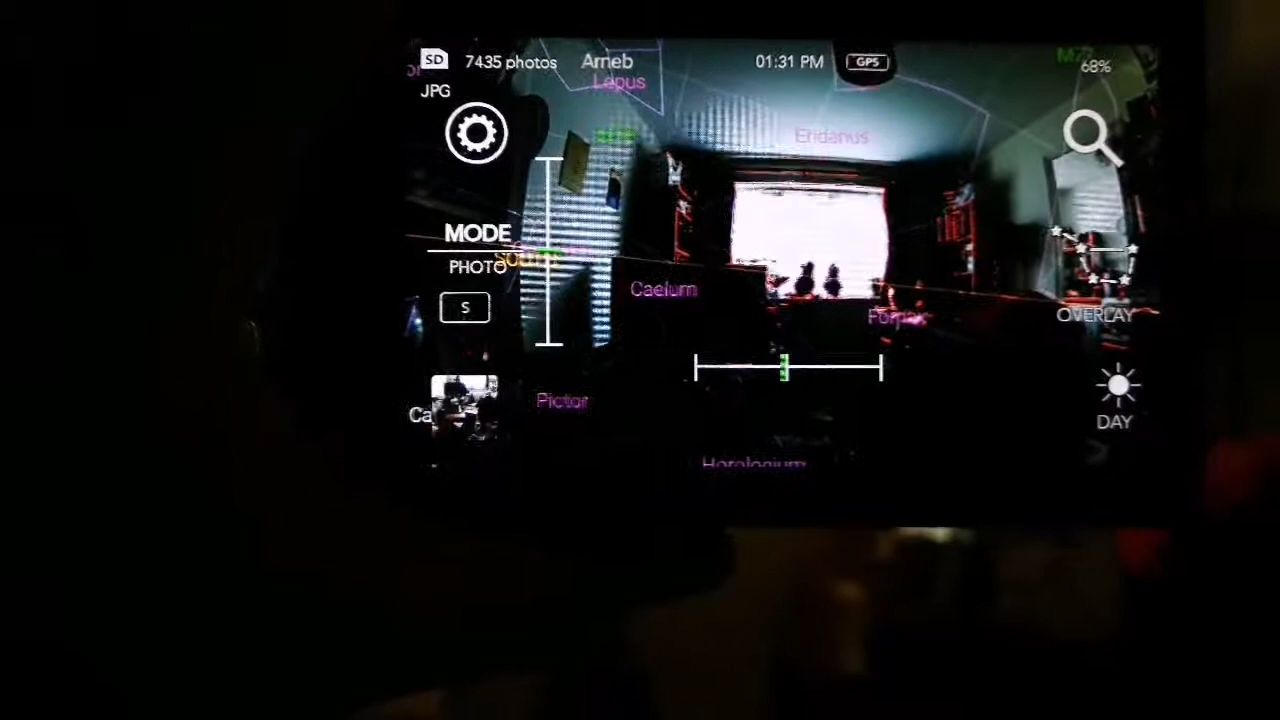 SD 7435 photos Arneb 01:31 PM GPS 68%
JPG Lepus
Eridanus
MODE
PHOTO
S
Caelum
Fornax
OVERLAY
Pictor
Ca
DAY
Horologium